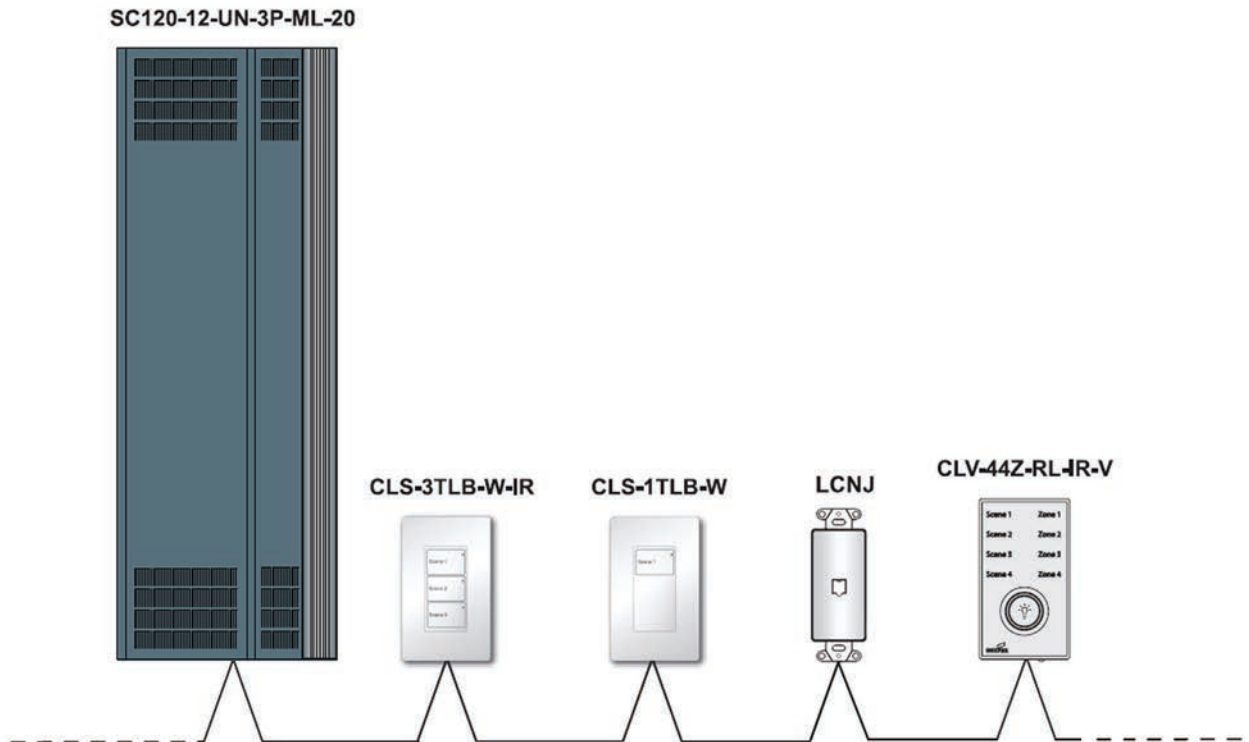 SC120-12-UN-3P-ML-20
CLS-3TLB-W-IR
CLS-1TLB-W
LCNJ
CLV-44Z-RL-IR-V
Scene 1
Scene 2
Scene 3
Scene 1
Scene 1 Zone 1
Scene 2 Zone 2
Scene 3 Zone 3
Scene 4 Zone 4